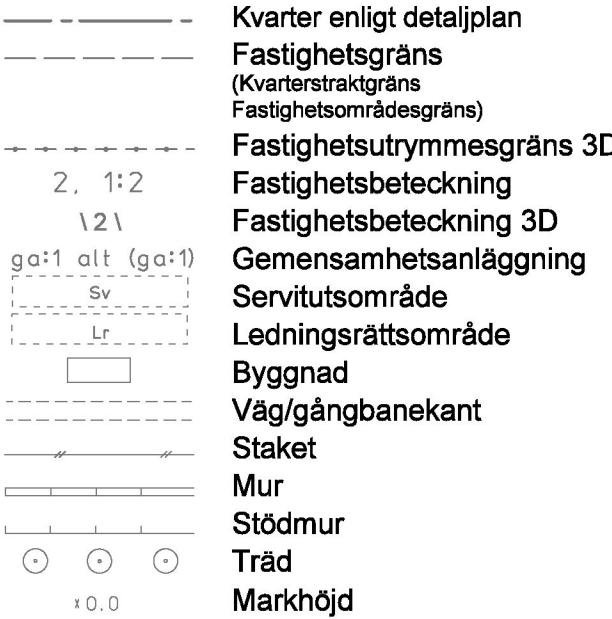 Kvarter enligt detaljplan
Fastighetsgräns
(Kvarterstraktgräns
Fastighetsområdesgräns)
Fastighetsutrymmesgräns 3D
2, 1:2 Fastighetsbeteckning
\2\ Fastighetsbeteckning 3D
ga:1 alt (ga:1) Gemensamhetsanläggning
Sv Servitutsområde
Lr Ledningsrättsområde
Byggnad
Väg/gångbanekant
Staket
Mur
Stödmur
Träd
x0.0 Markhöjd